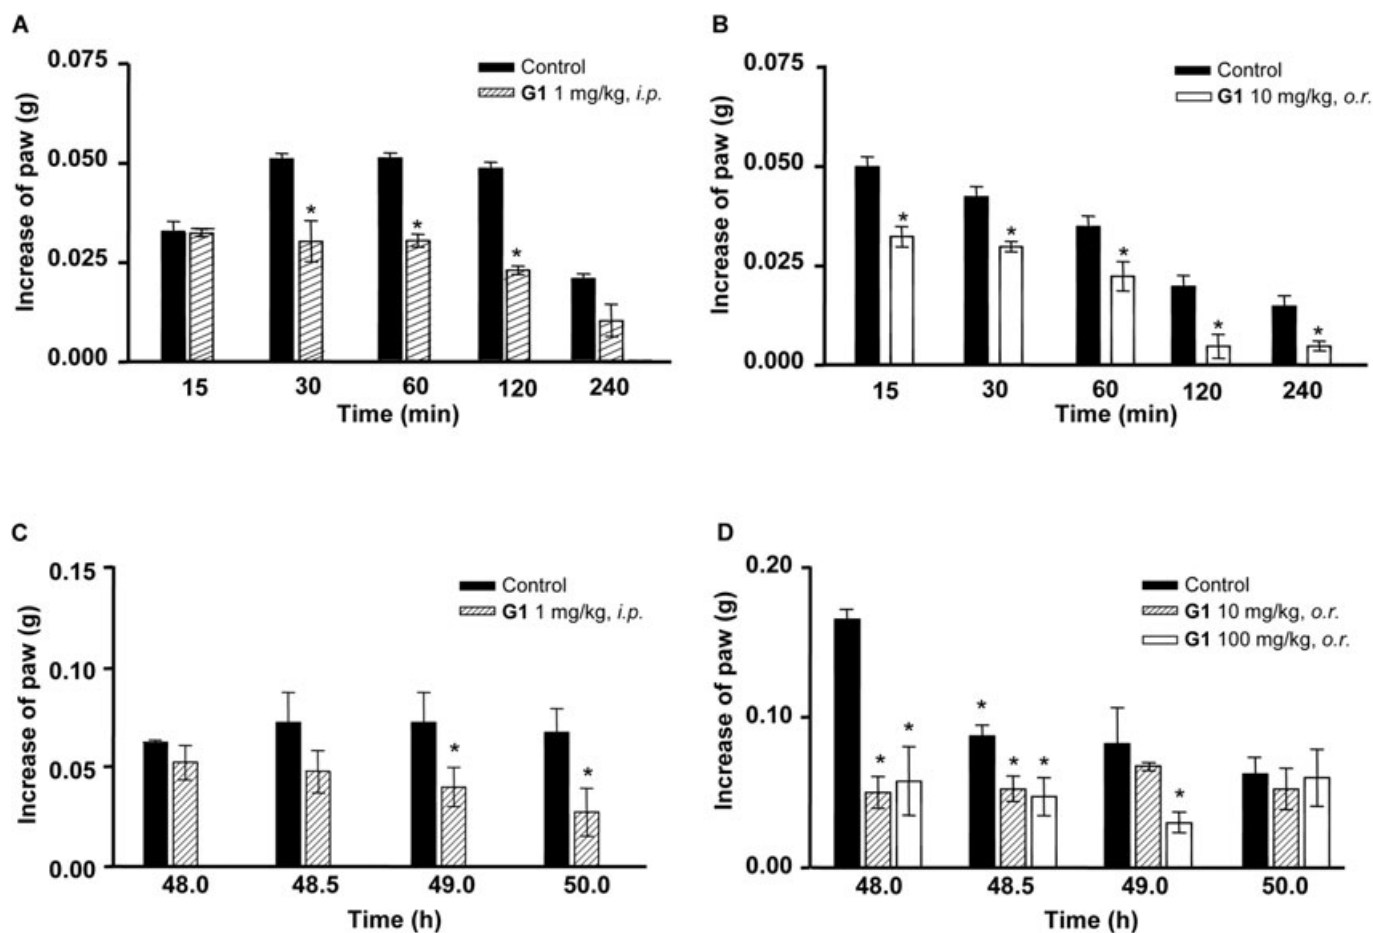 A
Increase of paw (g)
0.075
0.050
0.025
0.000
Control
G1 1 mg/kg, i.p.
*
*
*
15 30 60 120 240
Time (min)
B
Increase of paw (g)
0.075
0.050
0.025
0.000
Control
G1 10 mg/kg, o.r.
*
*
*
*
*
15 30 60 120 240
Time (min)
C
Increase of paw (g)
0.15
0.10
0.05
0.00
Control
G1 1 mg/kg, i.p.
*
*
48.0 48.5 49.0 50.0
Time (h)
D
Increase of paw (g)
0.20
0.10
0.00
Control
G1 10 mg/kg, o.r.
G1 100 mg/kg, o.r.
*
*
*
*
*
*
48.0 48.5 49.0 50.0
Time (h)